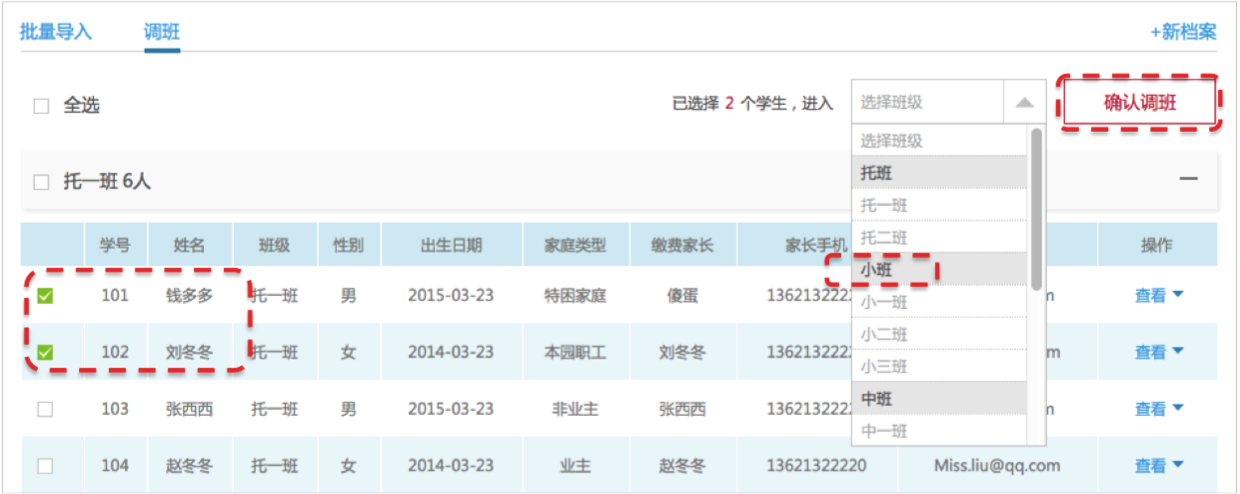 批量导入 调班 +新档案
全选 已选择 2 个学生，进入 选择班级 确认调班
选择班级
托班
托一班 6人
托一班
托二班
学号 姓名 班级 性别 出生日期 家庭类型 缴费家长 家长手机 操作
小班
101 钱多多 托一班 男 2015-03-23 特困家庭 傻蛋 1362132222 小一班 查看
小二班
102 刘冬冬 托一班 女 2014-03-23 本园职工 刘冬冬 1362132222 m 查看
小三班
中班
103 张西西 托一班 男 2015-03-23 非业主 张西西 1362132222 查看
中一班
104 赵冬冬 托一班 女 2014-03-23 业主 赵冬冬 13621322220 Miss.liu@qq.com 查看